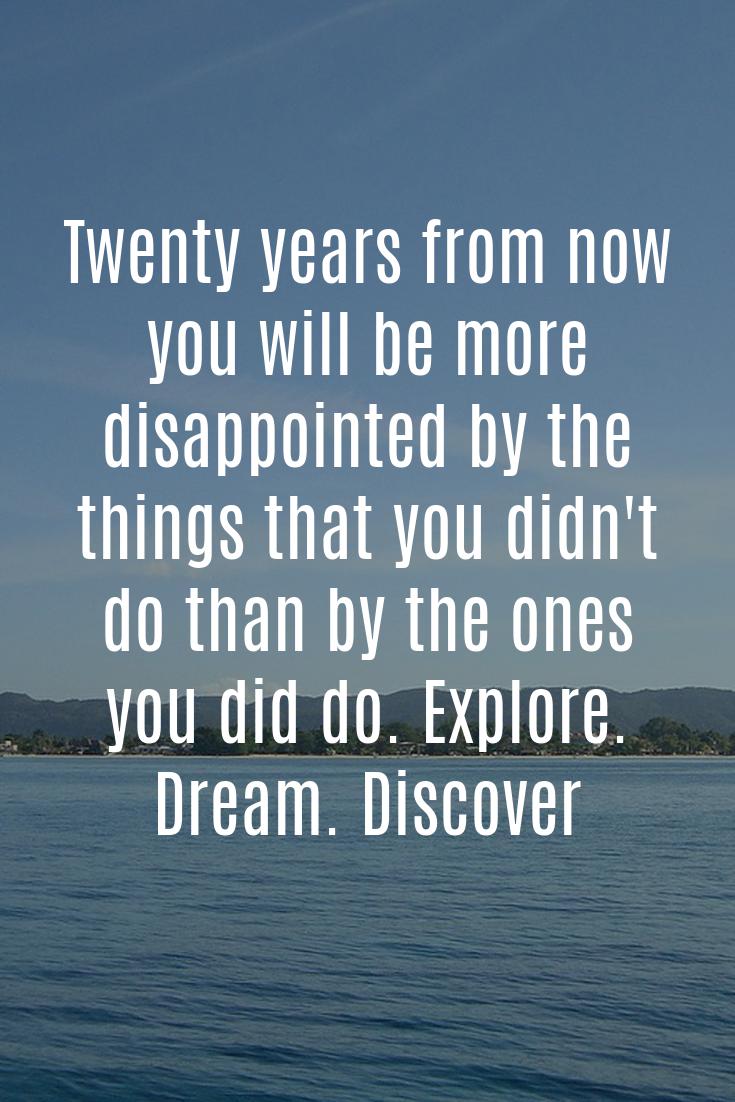 Twenty years from now
you will be more
disappointed by the
things that you didn't
do than by the ones
you did do. Explore.
Dream. Discover